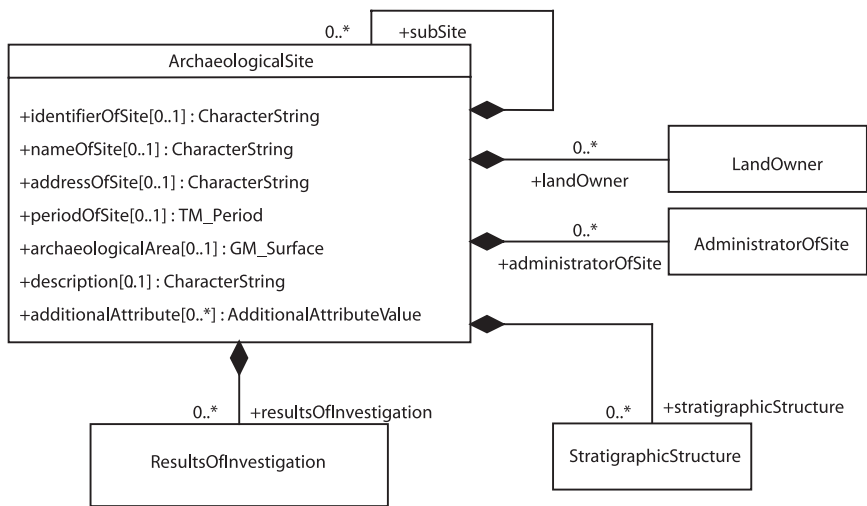 0..* +subSite
ArchaeologicalSite
+identifierOfSite[0..1] : CharacterString
+nameOfSite[0..1] : CharacterString
+addressOfSite[0..1] : CharacterString
+periodOfSite[0..1] : TM_Period
+archaeologicalArea[0..1] : GM_Surface
+description[0.1] : CharacterString
+additionalAttribute[0..*] : AdditionalAttributeValue
0..*
+landOwner
LandOwner
0..*
+administratorOfSite
AdministratorOfSite
0..* +resultsOfInvestigation
ResultsOfInvestigation
0..* +stratigraphicStructure
StratigraphicStructure